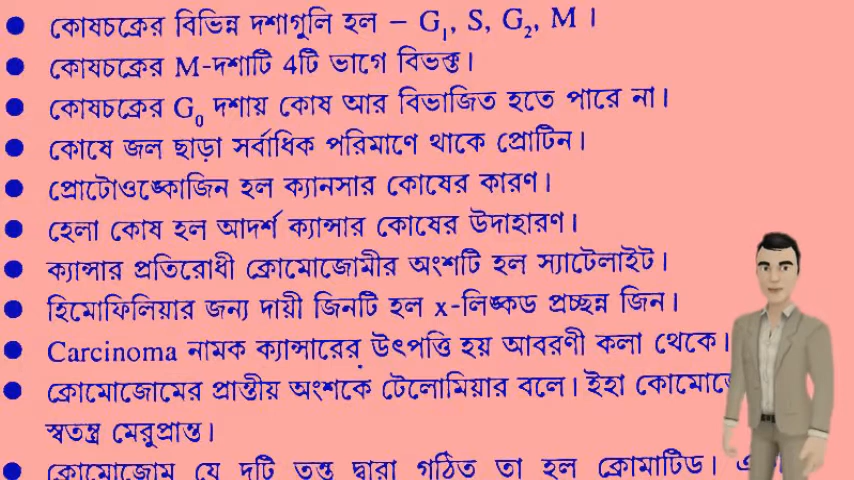 কোষচক্রের বিভিন্ন দশাগুলি হল – G₁, S, G₂, M ।
কোষচক্রের M-দশাটি 4টি ভাগে বিভক্ত।
কোষচক্রের G₀ দশায় কোষ আর বিভাজিত হতে পারে না।
কোষে জল ছাড়া সর্বাধিক পরিমাণে থাকে প্রোটিন।
প্রোটোওঙ্কোজিন হল ক্যানসার কোষের কারণ।
হেলা কোষ হল আদর্শ ক্যান্সার কোষের উদাহারণ।
ক্যান্সার প্রতিরোধী ক্রোমোজোমীর অংশটি হল স্যাটেলাইট।
হিমোফিলিয়ার জন্য দায়ী জিনটি হল x-লিঙ্কড প্রচ্ছন্ন জিন।
Carcinoma নামক ক্যান্সারের উৎপত্তি হয় আবরণী কলা থেকে।
ক্রোমোজোমের প্রান্তীয় অংশকে টেলোমিয়ার বলে। ইহা
স্বতন্ত্র মেরুপ্রান্ত।
ক্রোমোজোম যে দুটি তন্তু দ্বারা গঠিত তা হল ক্রোমাটিড।